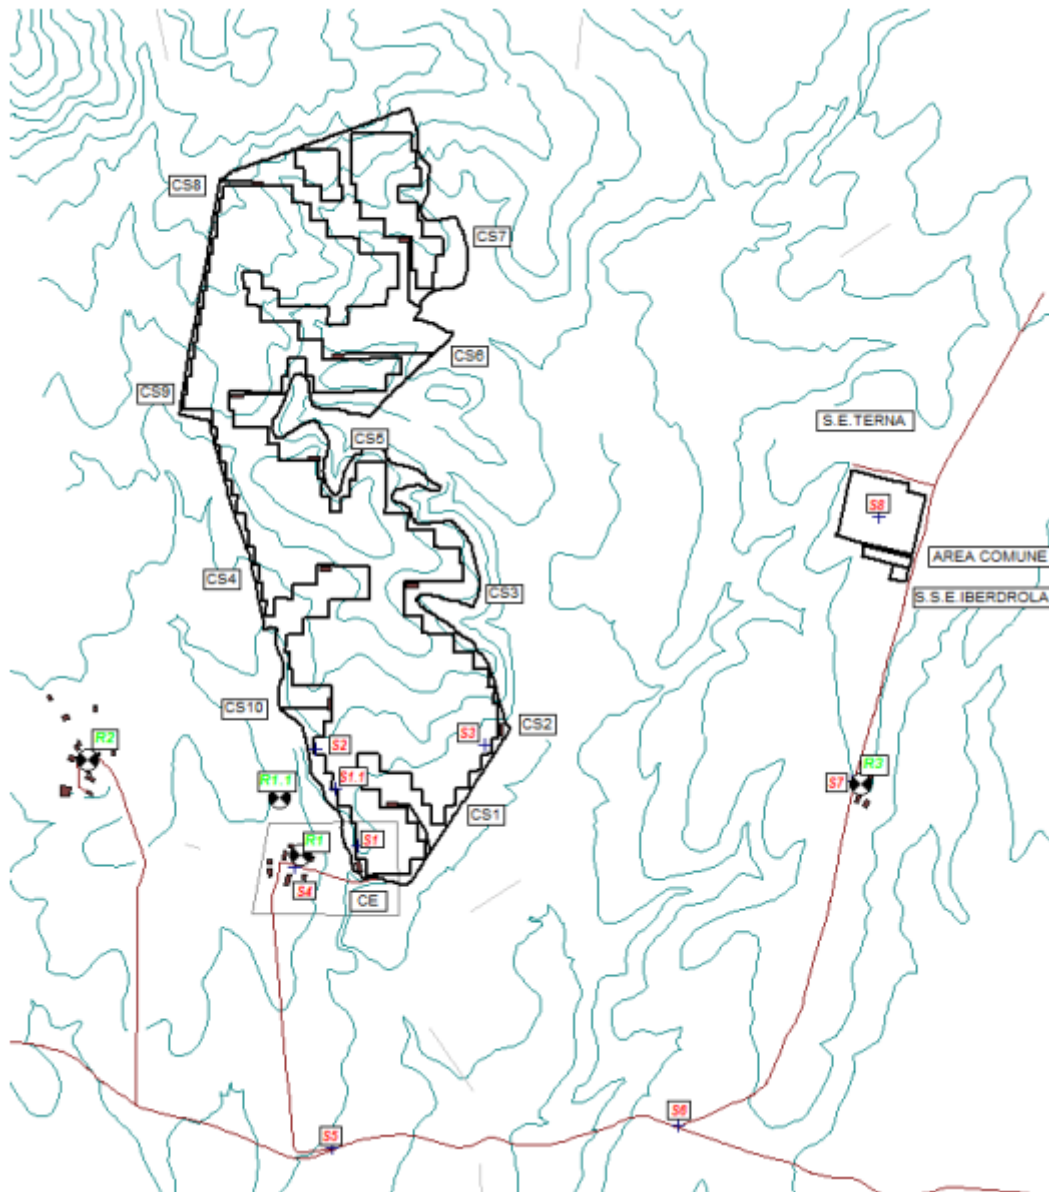 CS8
CS7
CS6
CS9
S.E.TERNA
CS5
S8
AREA COMUNE
CS4
CS3
S.S.E.IBERDROLA
CS10
CS2
R2
S2
S3
R1.1
S1.1
S7
R3
CS1
S1
R1
S4
CE
S6
S5